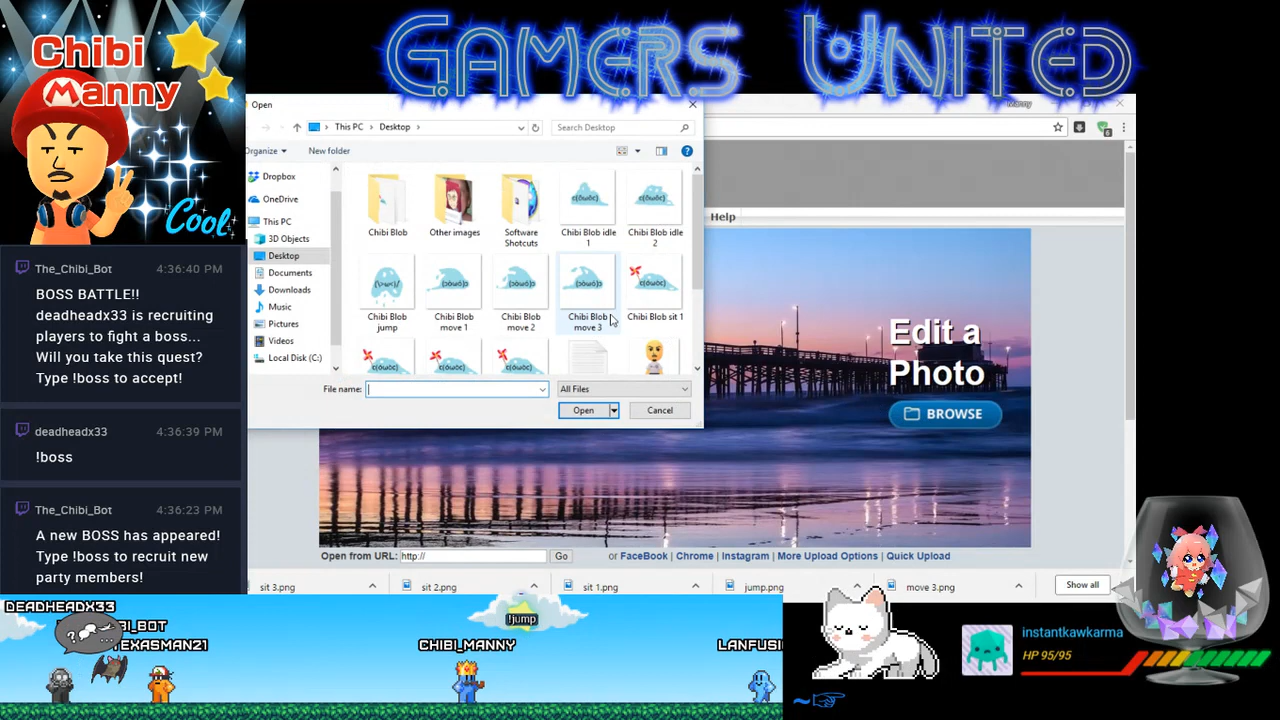 Gamers United
Chibi
Manny
Cool
The_Chibi_Bot 4:36:40 PM
BOSS BATTLE!!
deadheadx33 is recruiting
players to fight a boss...
Will you take this quest?
Type !boss to accept!
deadheadx33 4:36:39 PM
!boss
The_Chibi_Bot 4:36:23 PM
A new BOSS has appeared!
Type !boss to recruit new
party members!
Open
Manny
This PC > Desktop >
Search Desktop
Organize
New folder
Dropbox
OneDrive
This PC
3D Objects
Desktop
Documents
Downloads
Music
Pictures
Videos
Local Disk (C:)
Chibi Blob
Other images
Software
Shotcuts
Chibi Blob idle
1
Chibi Blob idle
2
Chibi Blob
jump
Chibi Blob
move 1
Chibi Blob
move 2
Chibi Blob
move 3
Chibi Blob sit 1
File name:
All Files
Open
Cancel
Help
6
Edit a
Photo
BROWSE
Open from URL: http://
Go
or FaceBook | Chrome | Instagram | More Upload Options | Quick Upload
sit 3.png
sit 2.png
sit 1.png
jump.png
move 3.png
Show all
DEADHEADX33
I_BOT
EXASMAN21
CHIBI_MANNY
!jump
LANFUSI
instantkawkarma
HP 95/95